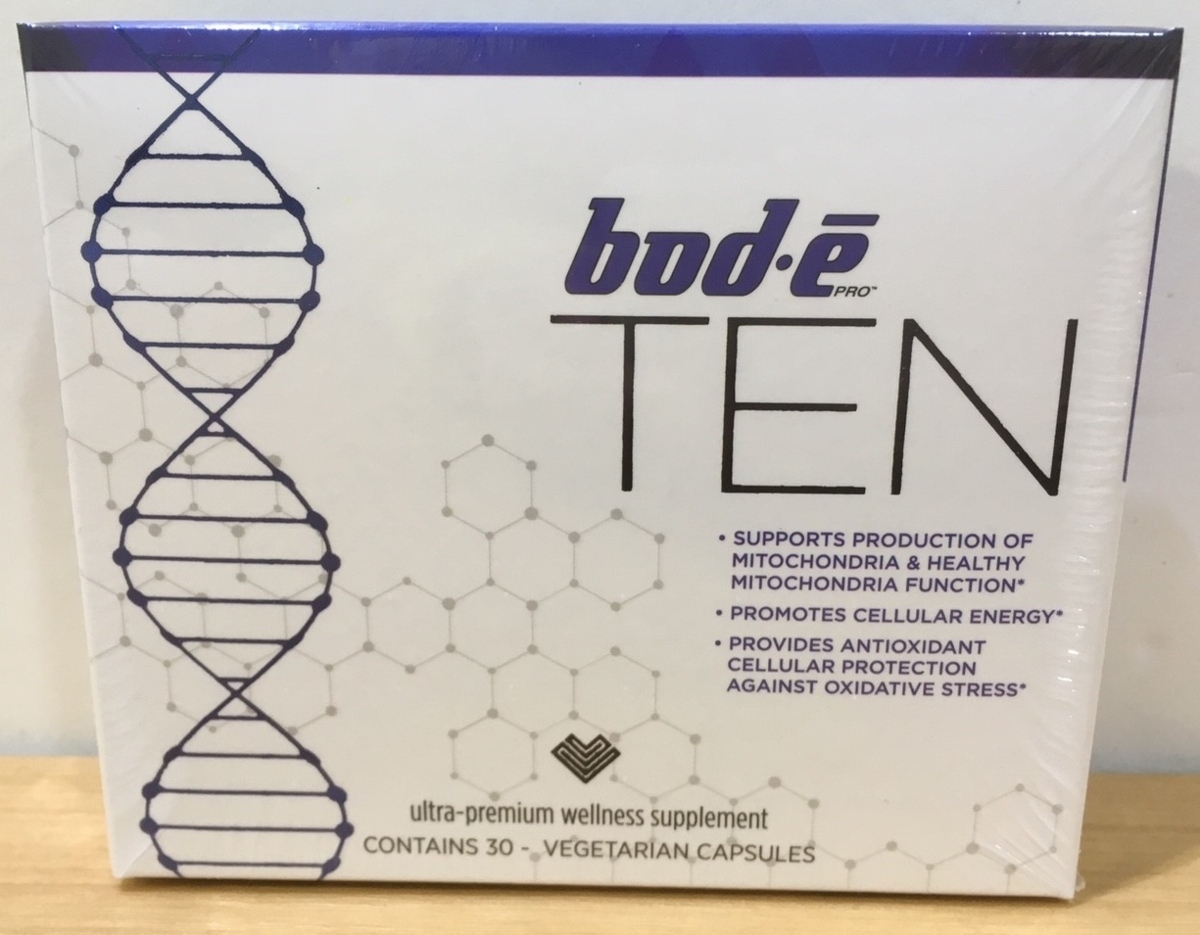 bod·ē
PRO™
TEN
• SUPPORTS PRODUCTION OF
MITOCHONDRIA & HEALTHY
MITOCHONDRIA FUNCTION*
• PROMOTES CELLULAR ENERGY*
• PROVIDES ANTIOXIDANT
CELLULAR PROTECTION
AGAINST OXIDATIVE STRESS*
ultra-premium wellness supplement
CONTAINS 30 - VEGETARIAN CAPSULES